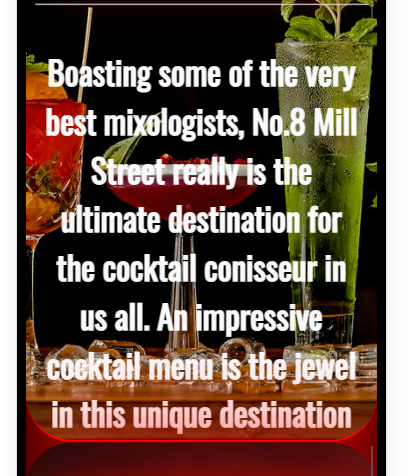 Boasting some of the very
best mixologists, No.8 Mill
Street really is the
ultimate destination for
the cocktail conisseur in
us all. An impressive
cocktail menu is the jewel
in this unique destination